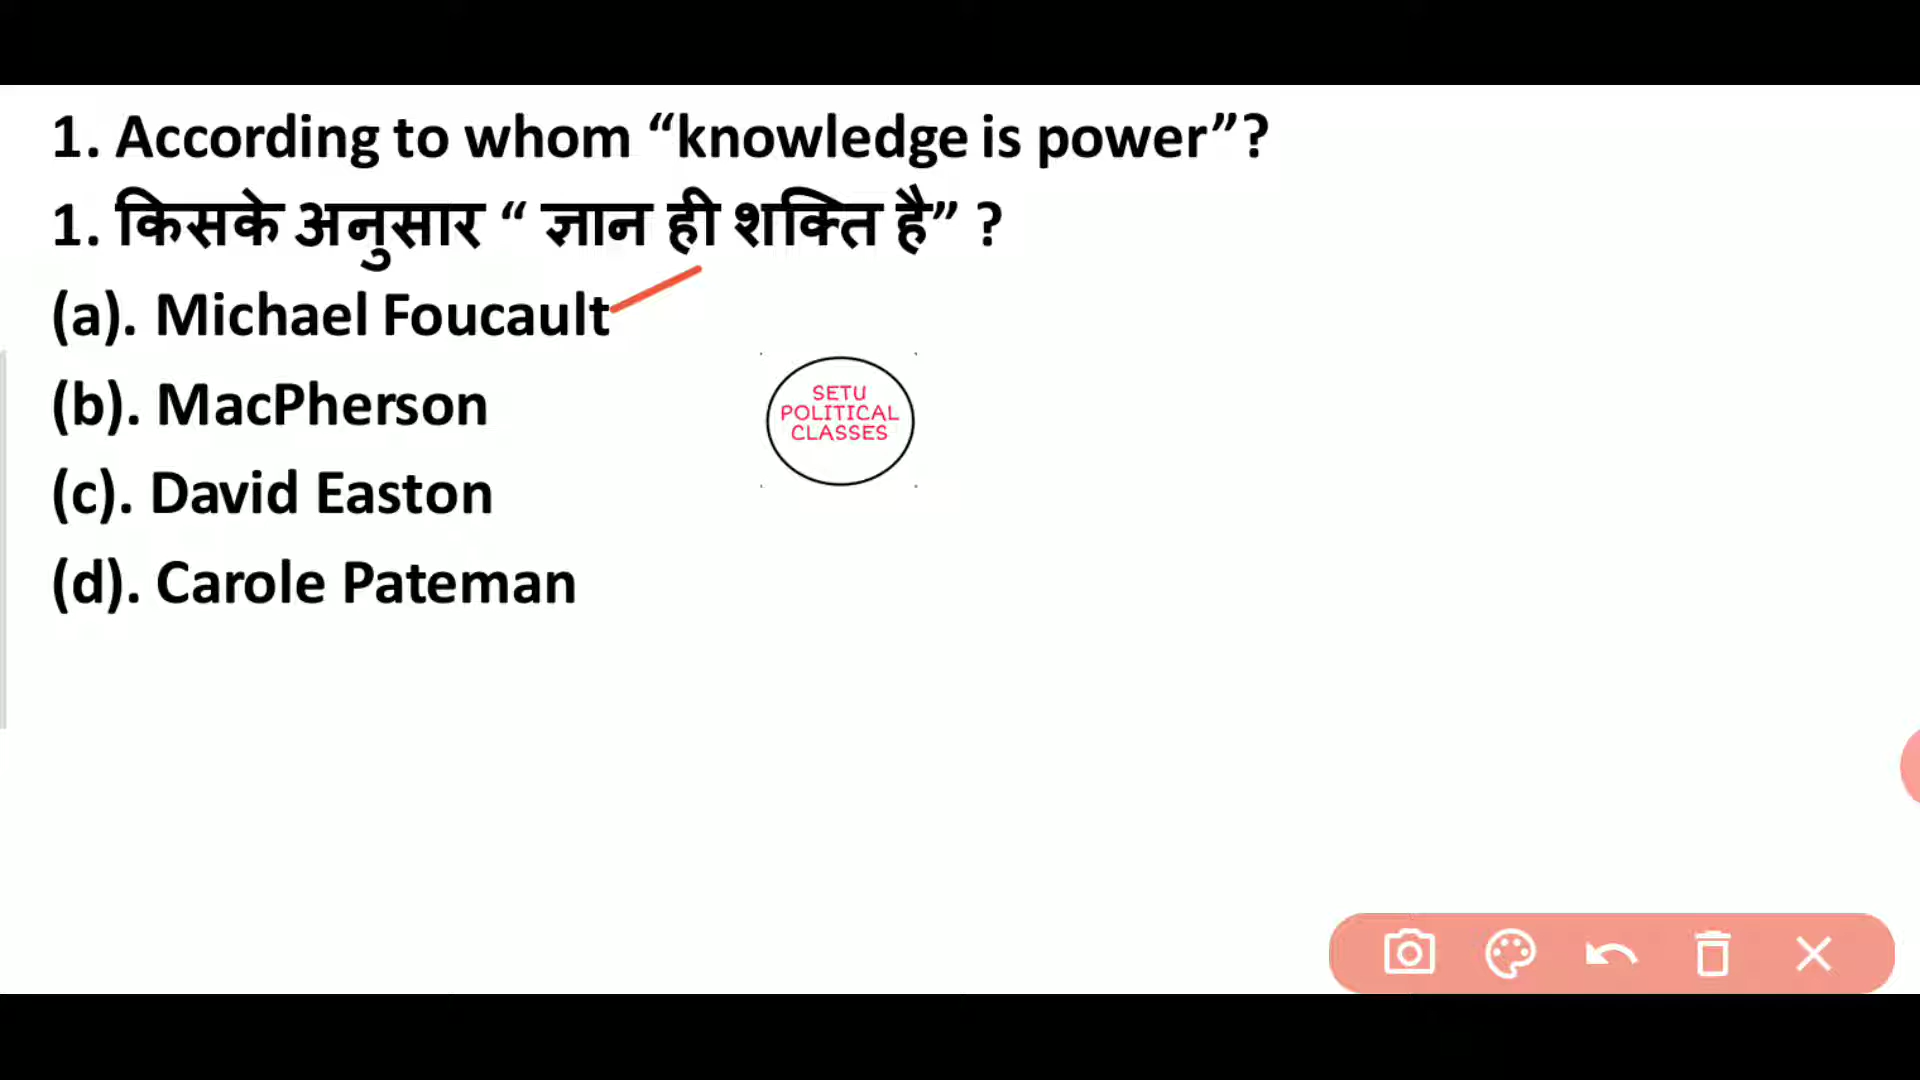 1. According to whom “knowledge is power”?
1. किसके अनुसार “ ज्ञान ही शक्ति है” ?
(a). Michael Foucault
(b). MacPherson
(c). David Easton
(d). Carole Pateman
SETU
POLITICAL
CLASSES